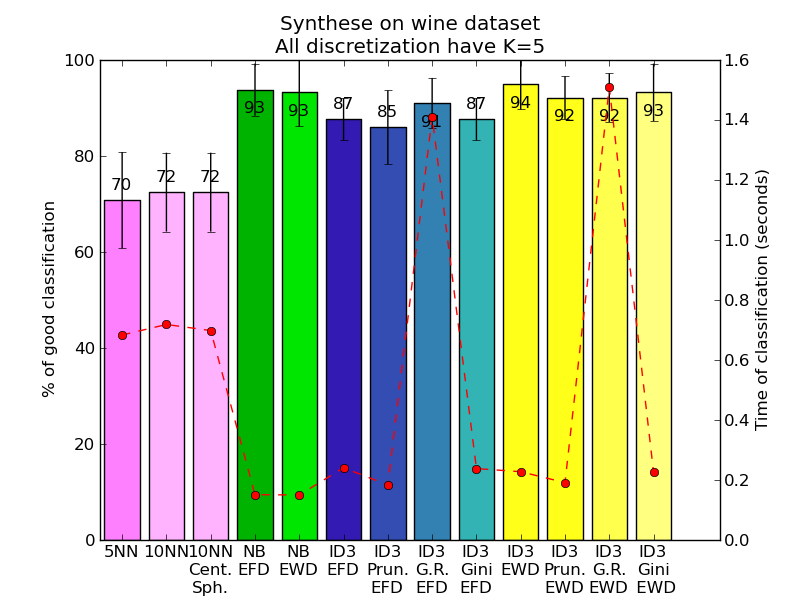 Synthese on wine dataset
All discretization have K=5
% of good classification
100
80
60
40
20
0
70
72
72
93
93
87
85
91
87
94
92
92
93
1.6
1.4
1.2
1.0
0.8
0.6
0.4
0.2
0.0
Time of classification (seconds)
5NN
10NN
10NN
Cent.
Sph.
NB
EFD
NB
EWD
ID3
EFD
ID3
Prun.
EFD
ID3
G.R.
EFD
ID3
Gini
EFD
ID3
EWD
ID3
Prun.
EWD
ID3
G.R.
EWD
ID3
Gini
EWD